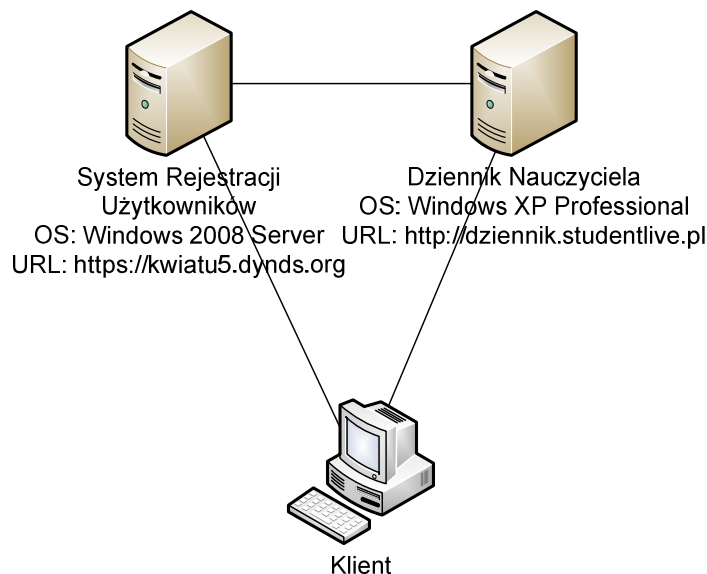 System Rejestracji
Użytkowników
OS: Windows 2008 Server
URL: https://kwiatu5.dynds.org
Dziennik Nauczyciela
OS: Windows XP Professional
URL: http://dziennik.studentlive.pl
Klient